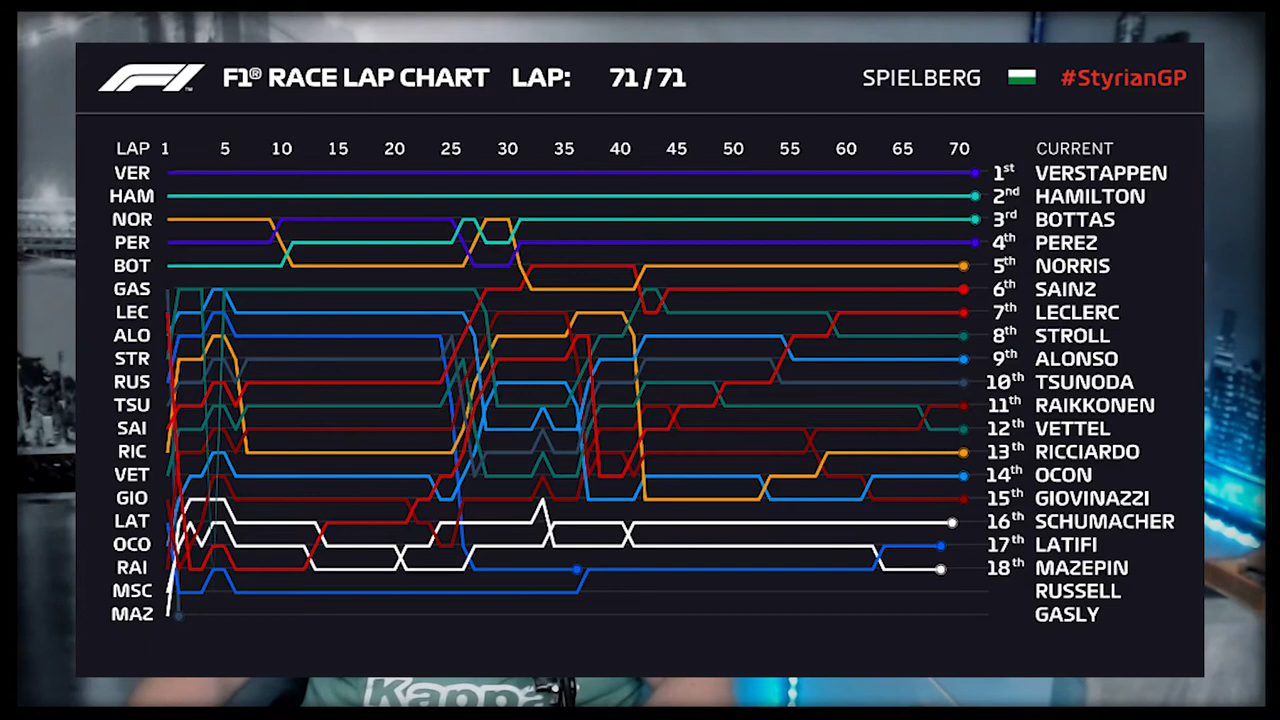 F1® RACE LAP CHART LAP: 71/71 SPIELBERG #StyrianGP
LAP 1 5 10 15 20 25 30 35 40 45 50 55 60 65 70 CURRENT
VER 1st VERSTAPPEN
HAM 2nd HAMILTON
NOR 3rd BOTTAS
PER 4th PEREZ
BOT 5th NORRIS
GAS 6th SAINZ
LEC 7th LECLERC
ALO 8th STROLL
STR 9th ALONSO
RUS 10th TSUNODA
TSU 11th RAIKKONEN
SAI 12th VETTEL
RIC 13th RICCIARDO
VET 14th OCON
GIO 15th GIOVINAZZI
LAT 16th SCHUMACHER
OCO 17th LATIFI
RAI 18th MAZEPIN
MSC RUSSELL
MAZ GASLY
Kappa